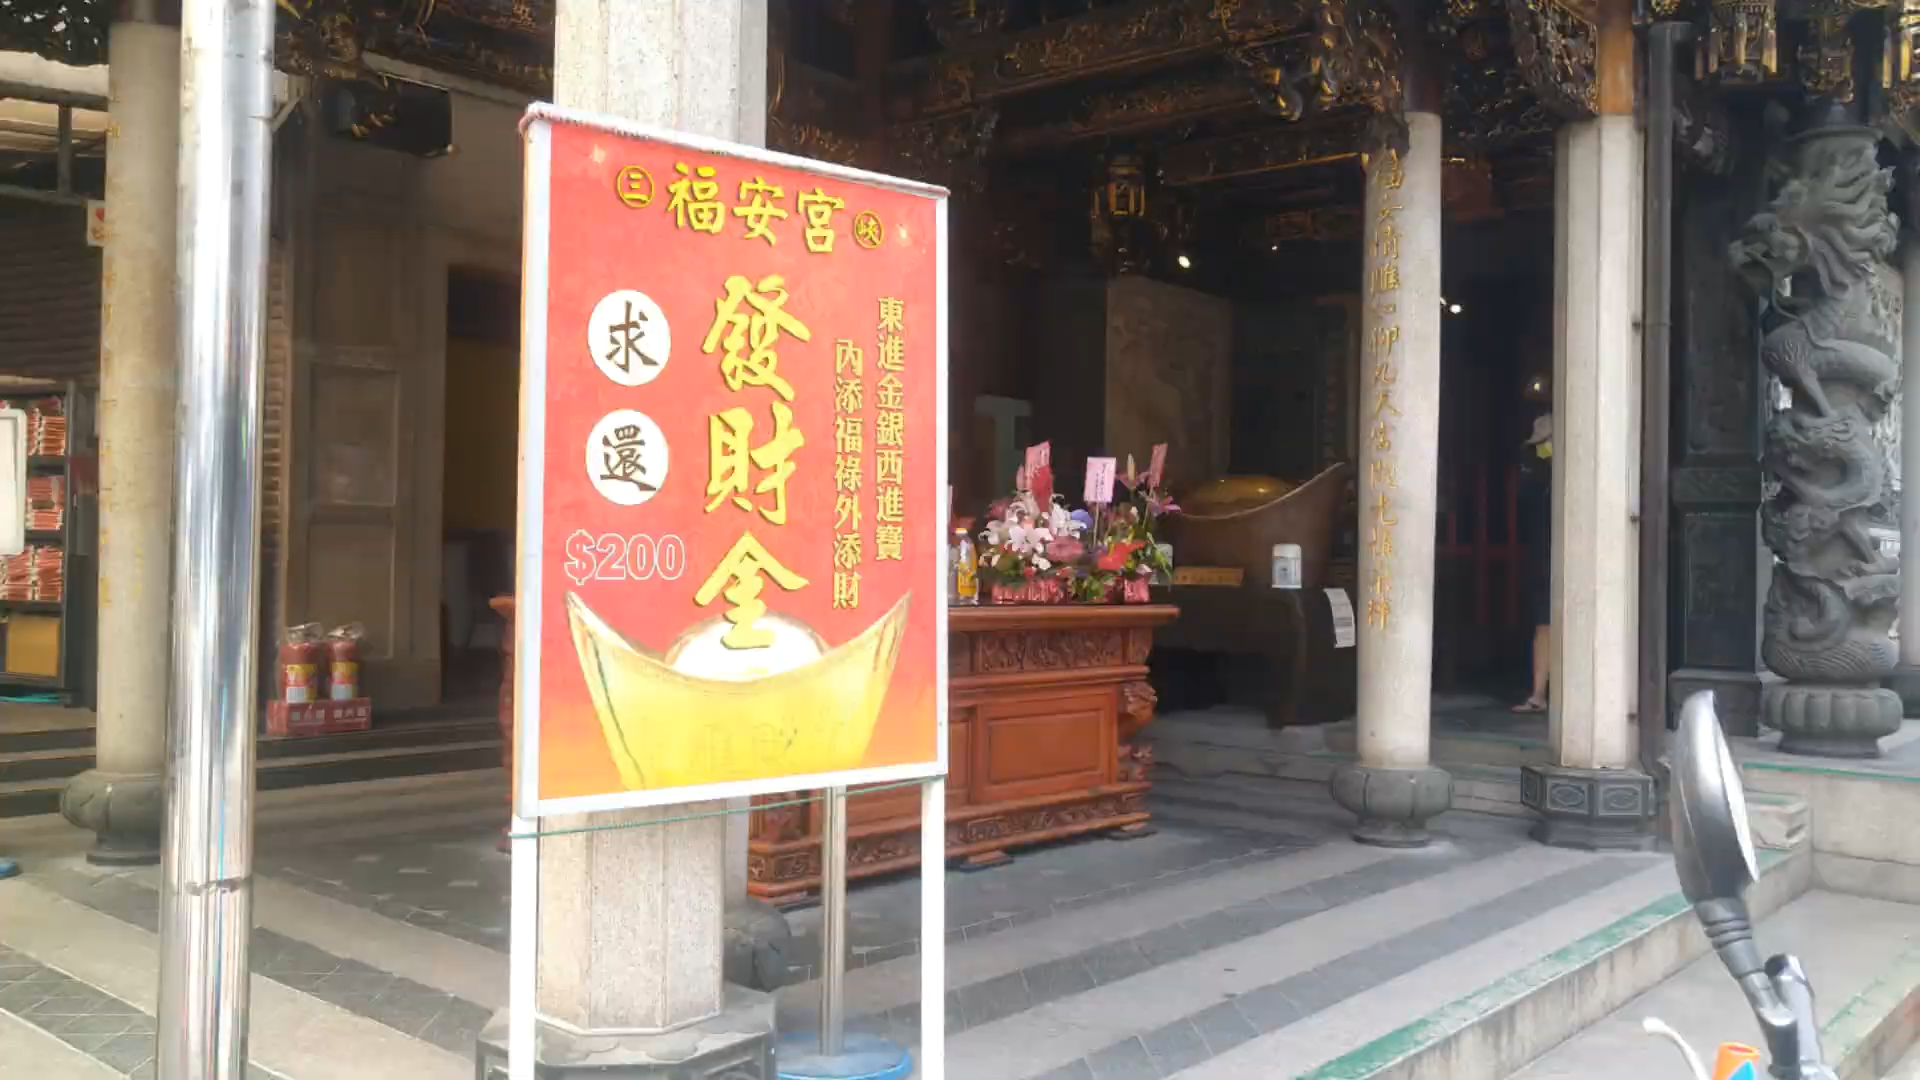 三 福安宮 峽
東進金銀西進寶
內添福祿外添財
發財金
求
還
$200